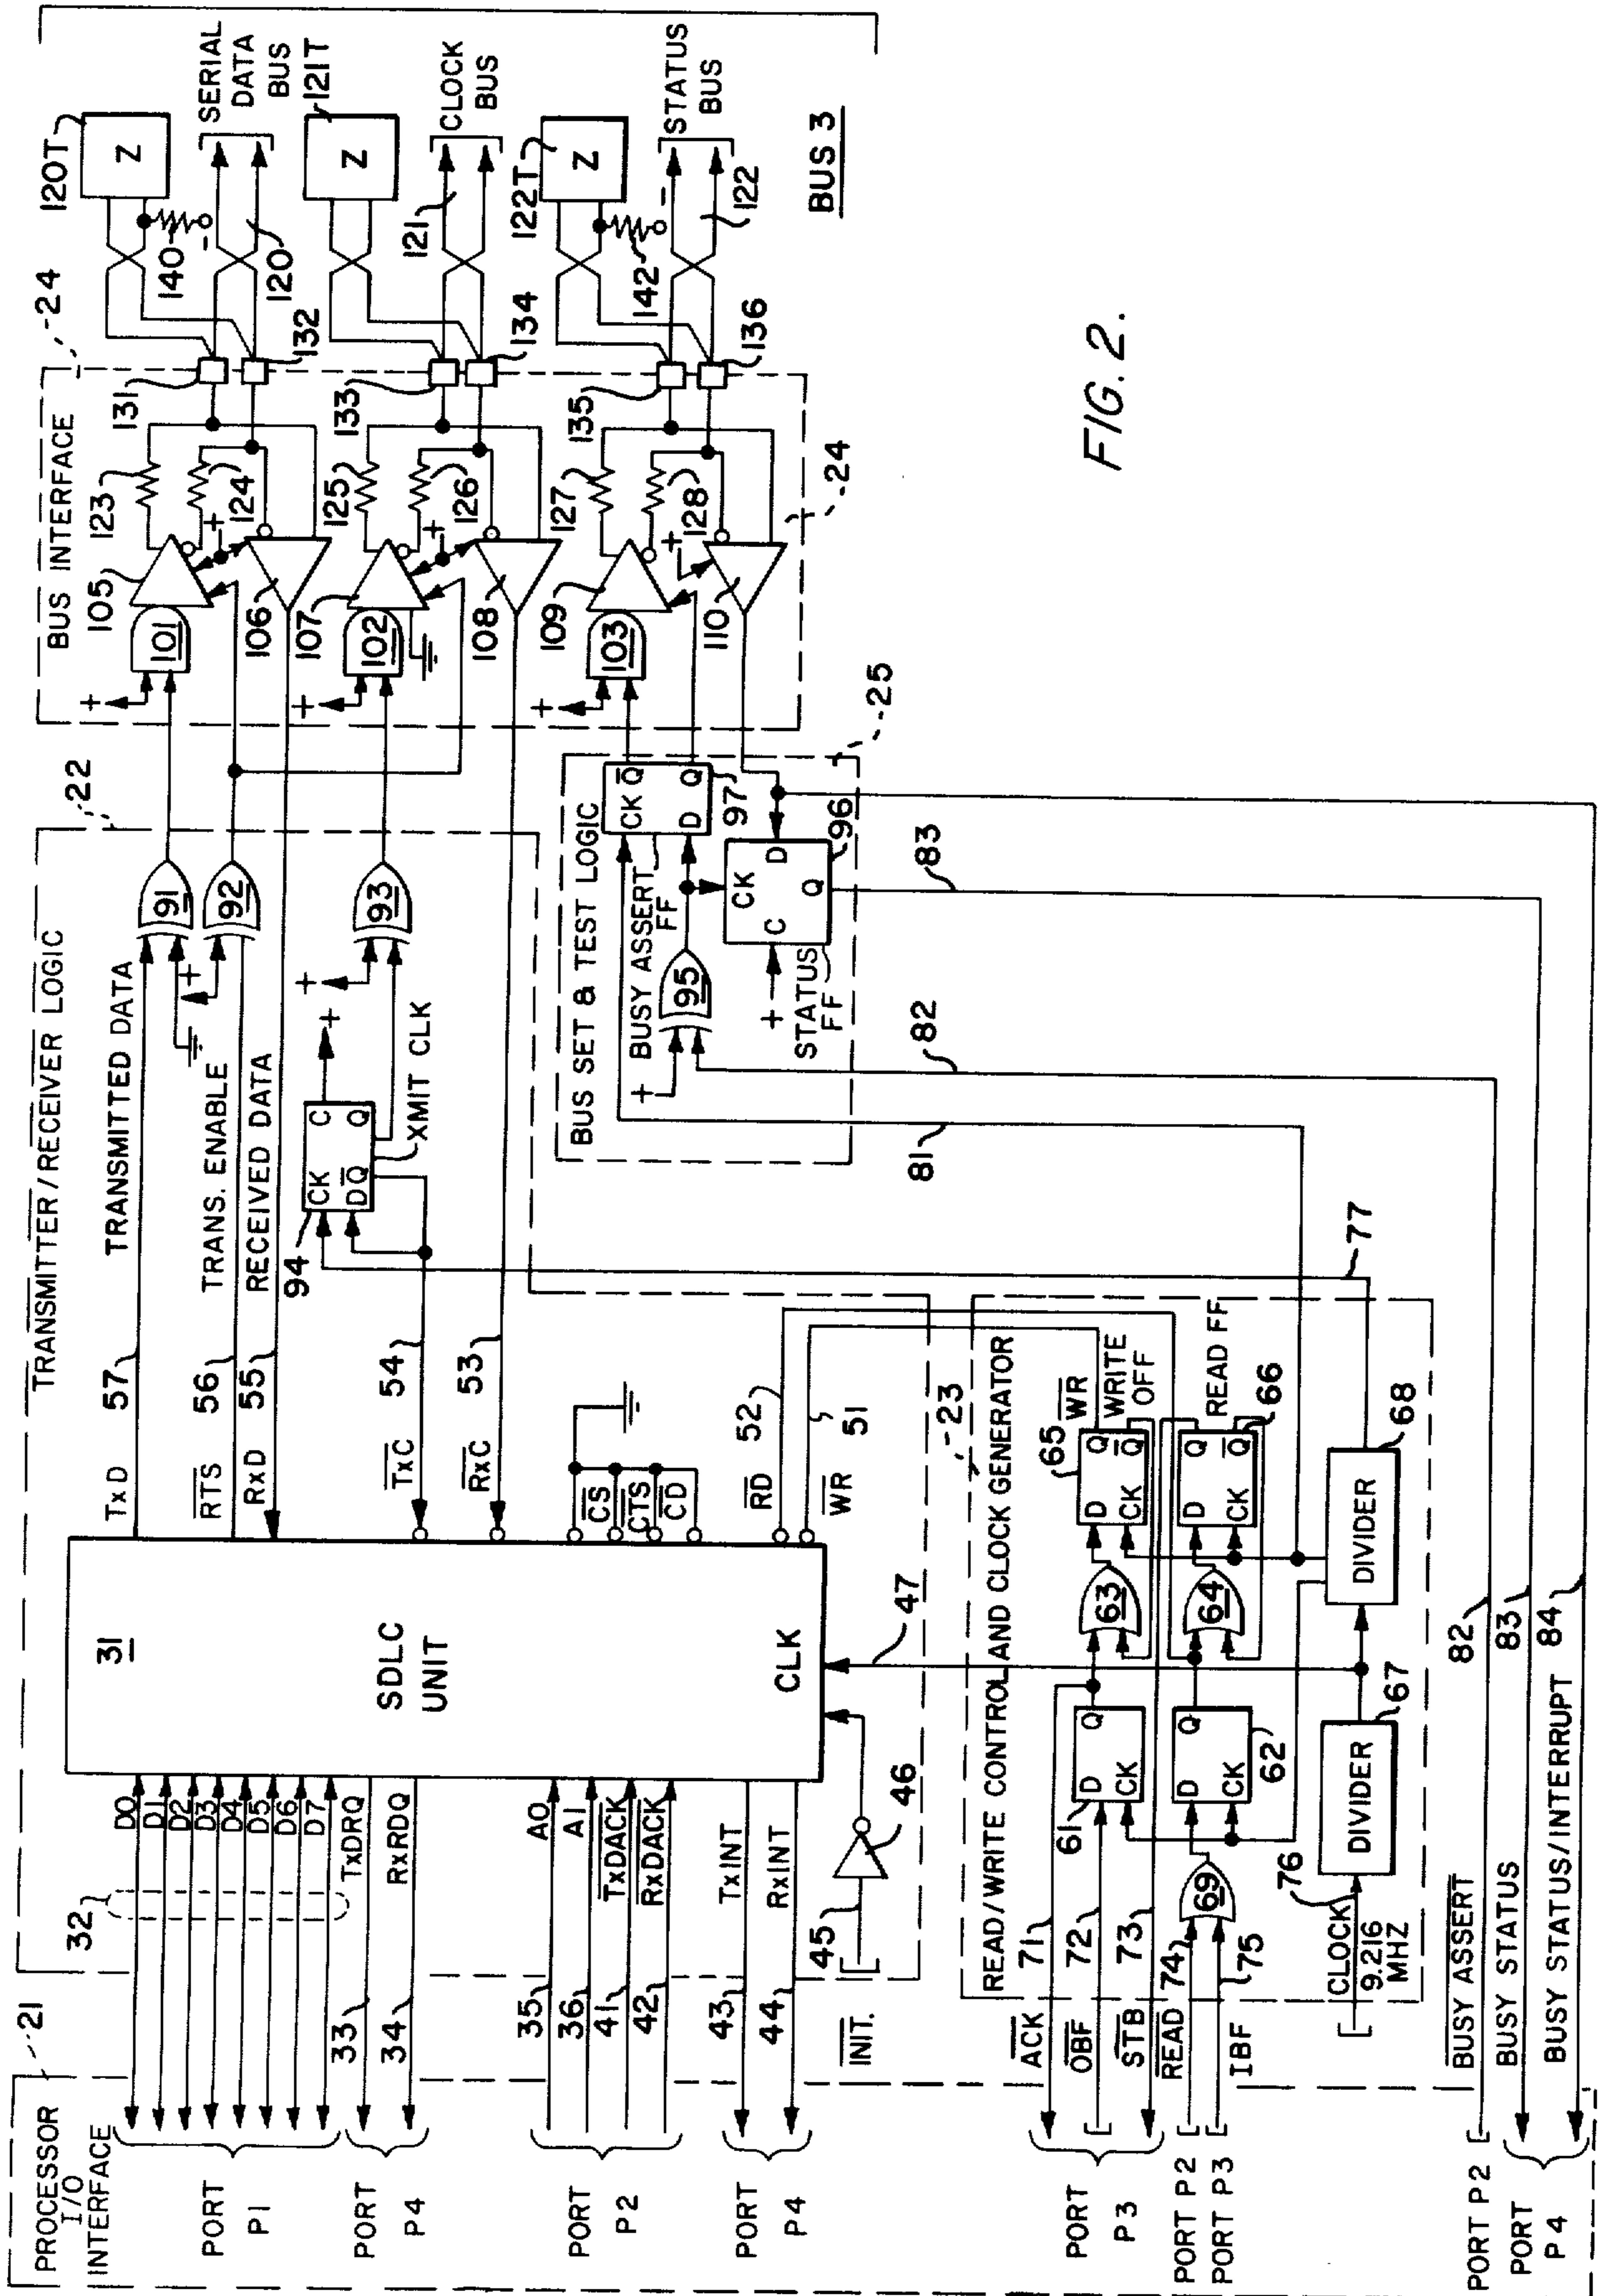 PROCESSOR
I/O
INTERFACE
21
PORT
P1
PORT
P4
PORT
P2
PORT
P4
PORT
P3
PORT P2
PORT P3
PORT P2
PORT
P4
TRANSMITTER/RECEIVER LOGIC
22
32
33
34
35
36
41
42
43
44
45
46
47
INIT.
D0
D1
D2
D3
D4
D5
D6
D7
TxDRQ
RxRDQ
A0
A1
TxDACK
RxDACK
TxINT
RxINT
31
SDLC
UNIT
CLK
TxD
57
TRANSMITTED DATA
RTS
56
TRANS. ENABLE
RxD
55
RECEIVED DATA
TxC
54
RxC
53
CS
CTS
CD
RD
52
WR
51
94
CK
C
D
Q
Q
XMIT CLK
+
91
+
92
+
93
READ/WRITE CONTROL AND CLOCK GENERATOR
23
ACK
71
OBF
72
STB
73
READ
74
IBF
75
CLOCK
9.216
MHZ
76
61
D
Q
CK
62
D
Q
CK
69
63
64
65
D
Q
CK
Q
WR
WRITE
OFF
66
D
Q
CK
Q
READ FF
DIVIDER
67
DIVIDER
68
77
BUSY ASSERT
82
BUSY STATUS
83
BUSY STATUS/INTERRUPT
84
BUS SET & TEST LOGIC
25
81
82
83
+
BUSY ASSERT
FF
95
CK
Q
D
Q
97
CK
D
C
Q
96
+
STATUS
FF
BUS INTERFACE
24
24
+
101
105
123
124
+
106
+
102
107
125
126
+
108
+
103
109
127
128
+
110
131
132
133
134
135
136
120T
Z
140
-
120
SERIAL
DATA
BUS
121T
Z
121
CLOCK
BUS
122T
Z
142
-
122
STATUS
BUS
BUS 3
FIG. 2.